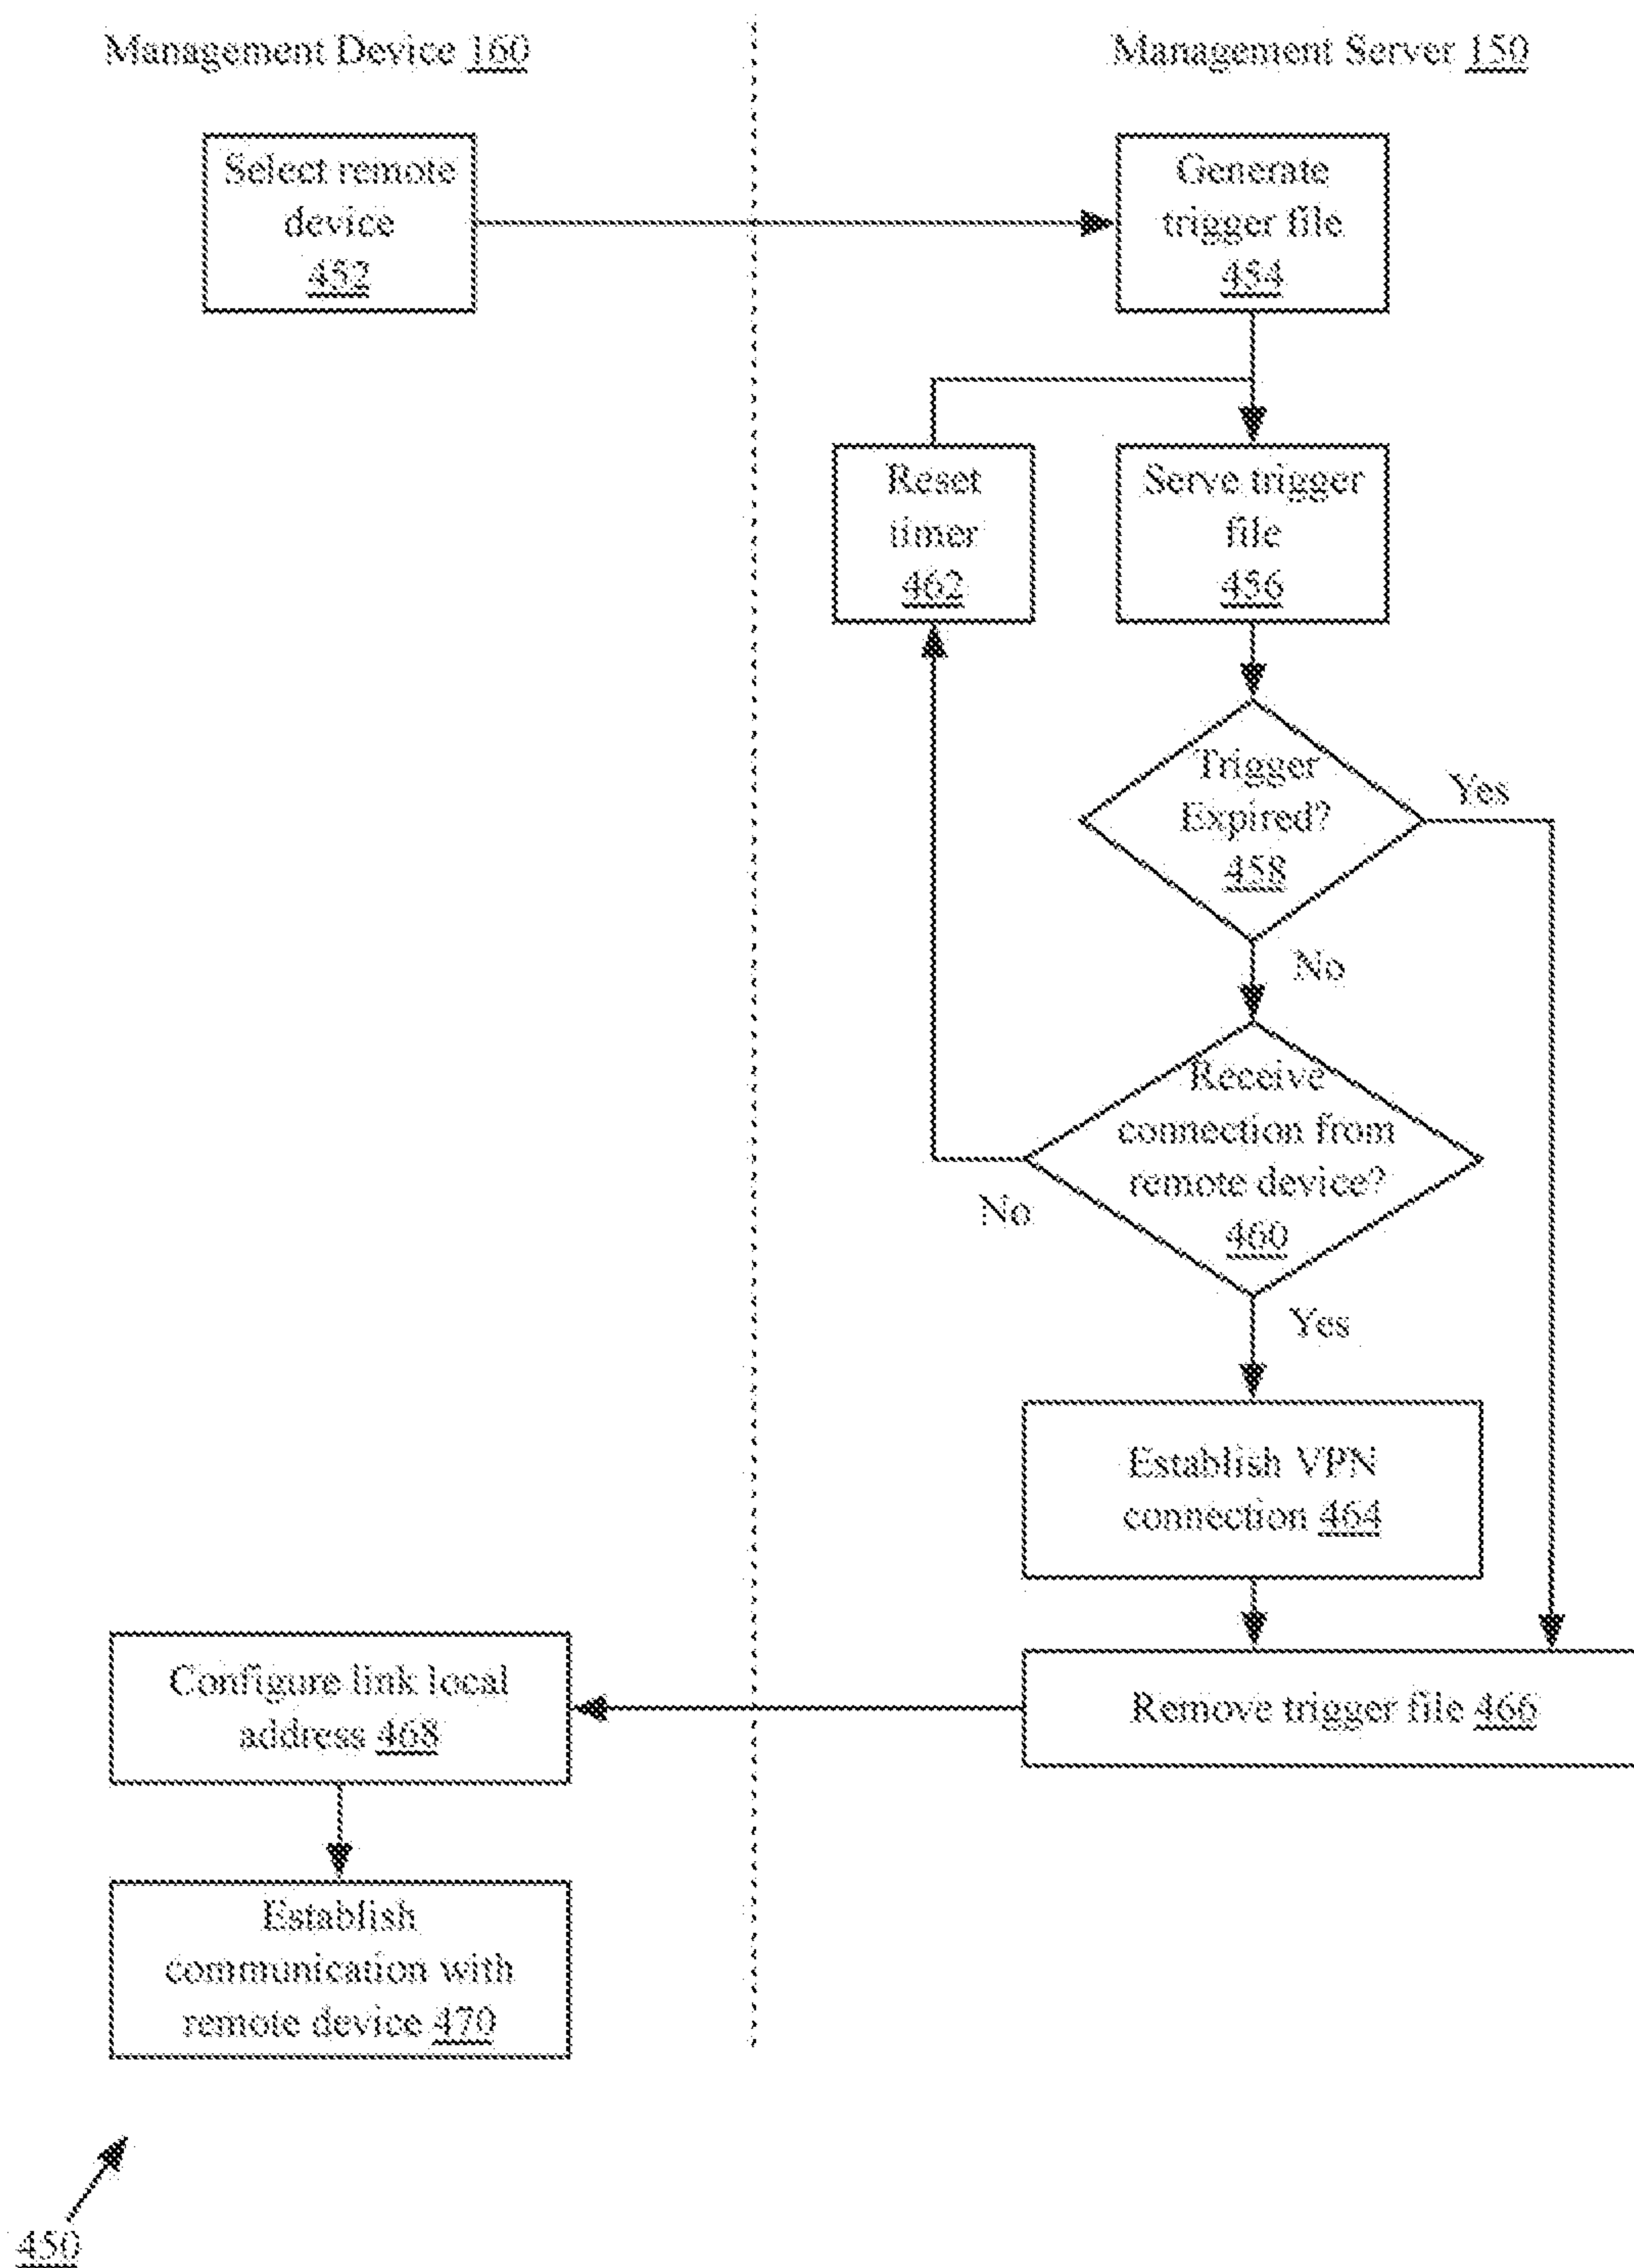 Management Device 160
Management Server 150
Select remote
device
452
Generate
trigger file
454
Reset
timer
462
Serve trigger
file
456
Trigger
Expired?
458
Yes
No
Receive
connection from
remote device?
460
No
Yes
Establish VPN
connection 464
Configure link local
address 468
Remove trigger file 466
Establish
communication with
remote device 470
450